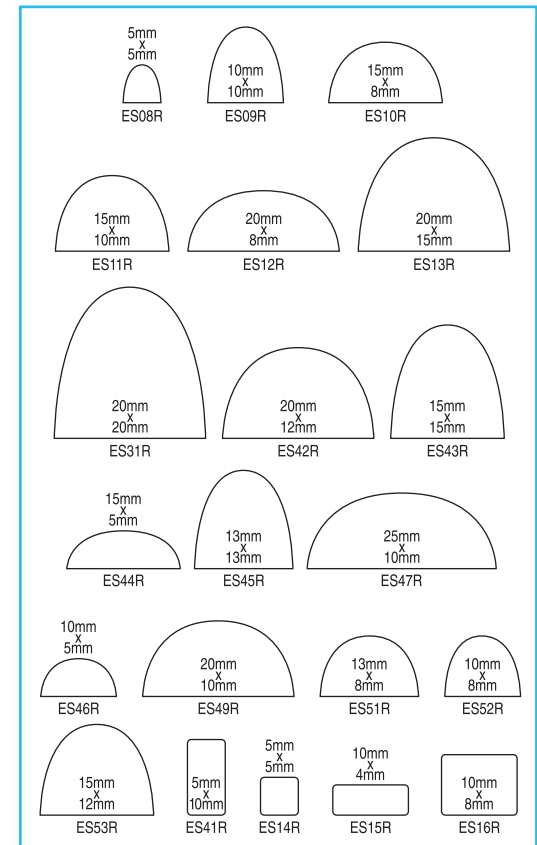 5mm
x
5mm
ES08R
10mm
x
10mm
ES09R
15mm
x
8mm
ES10R
15mm
x
10mm
ES11R
20mm
x
8mm
ES12R
20mm
x
15mm
ES13R
20mm
x
20mm
ES31R
20mm
x
12mm
ES42R
15mm
x
15mm
ES43R
15mm
x
5mm
ES44R
13mm
x
13mm
ES45R
25mm
x
10mm
ES47R
10mm
x
5mm
ES46R
20mm
x
10mm
ES49R
13mm
x
8mm
ES51R
10mm
x
8mm
ES52R
15mm
x
12mm
ES53R
5mm
x
10mm
ES41R
5mm
x
5mm
ES14R
10mm
x
4mm
ES15R
10mm
x
8mm
ES16R